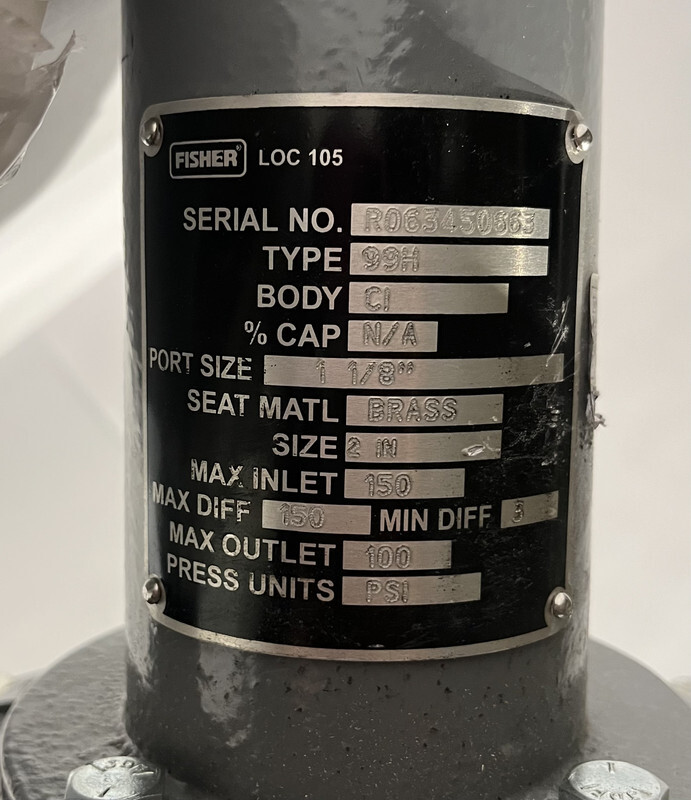 FISHER® LOC 105
SERIAL NO. R063450663
TYPE 99H
BODY CI
% CAP N/A
PORT SIZE 1 1/8"
SEAT MATL BRASS
SIZE 2 IN
MAX INLET 150
MAX DIFF 150 MIN DIFF 3
MAX OUTLET 100
PRESS UNITS PSI